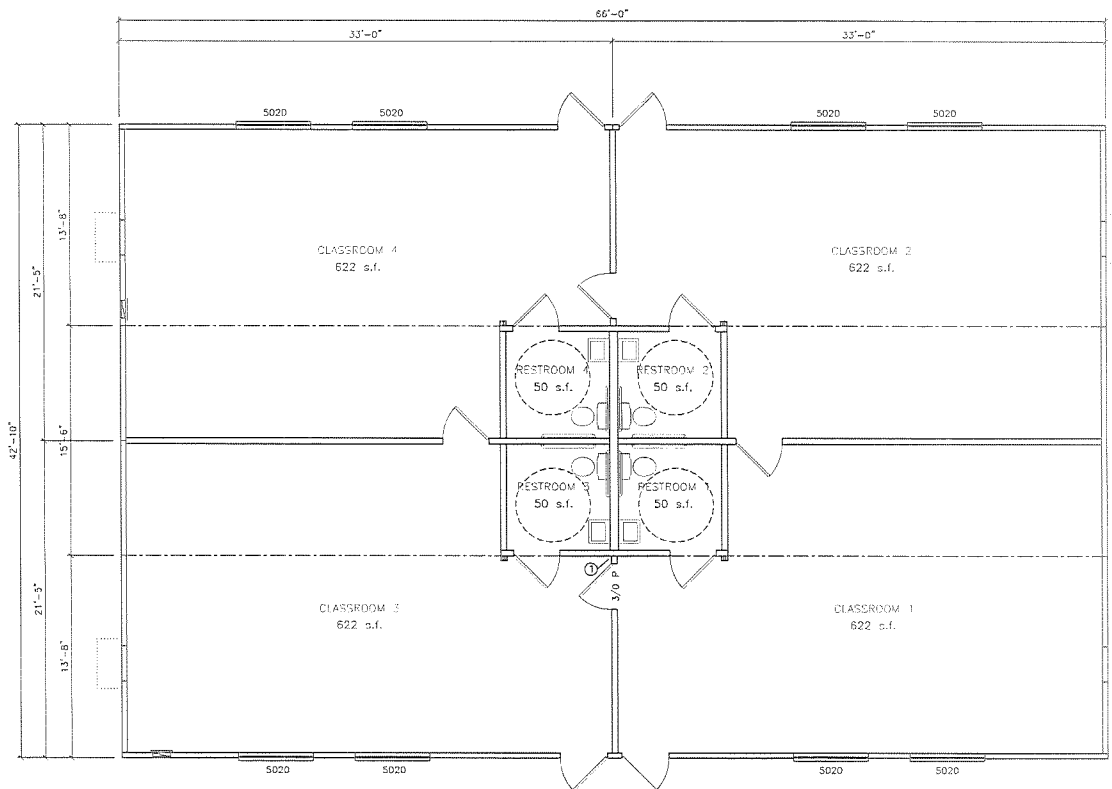 66'-0"
33'-0"
33'-0"
5020
5020
5020
5020
13'-8"
21'-5"
42'-10"
15'-6"
21'-5"
13'-8"
CLASSROOM 4
622 s.f.
CLASSROOM 2
622 s.f.
RESTROOM 4
50 s.f.
RESTROOM 2
50 s.f.
RESTROOM 3
50 s.f.
RESTROOM
50 s.f.
1
3/0 P
CLASSROOM 3
622 s.f.
CLASSROOM 1
622 s.f.
5020
5020
5020
5020